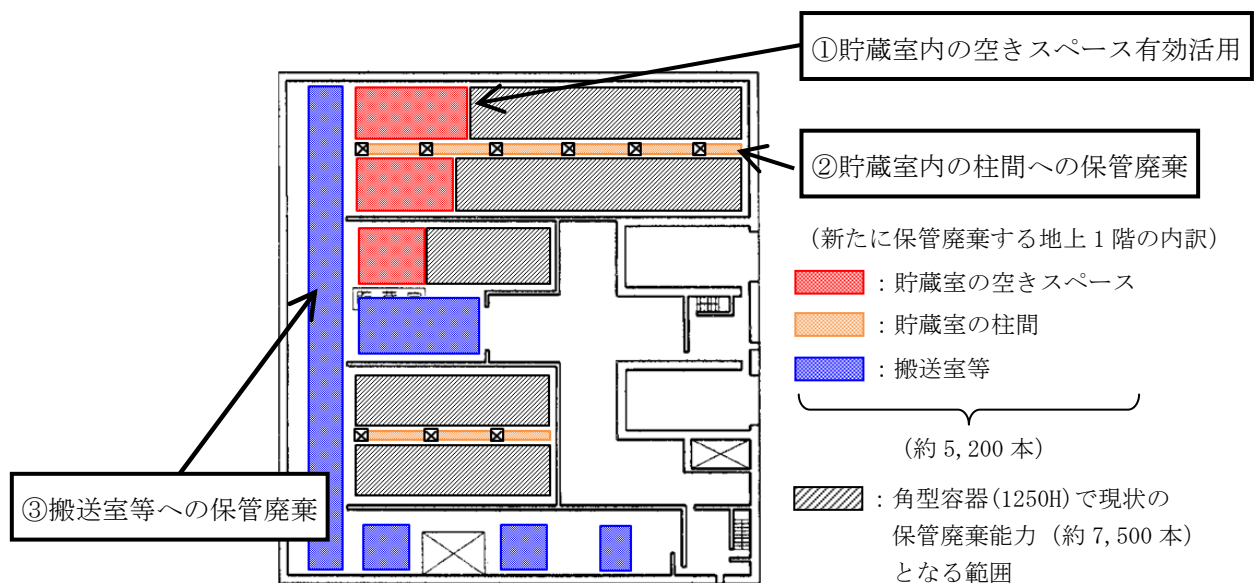 ①貯蔵室内の空きスペース有効活用
②貯蔵室内の柱間への保管廃棄
(新たに保管廃棄する地上1階の内訳)
:貯蔵室の空きスペース
:貯蔵室の柱間
:搬送室等
(約5,200本)
③搬送室等への保管廃棄
:角型容器(1250H)で現状の
保管廃棄能力(約7,500本)
となる範囲